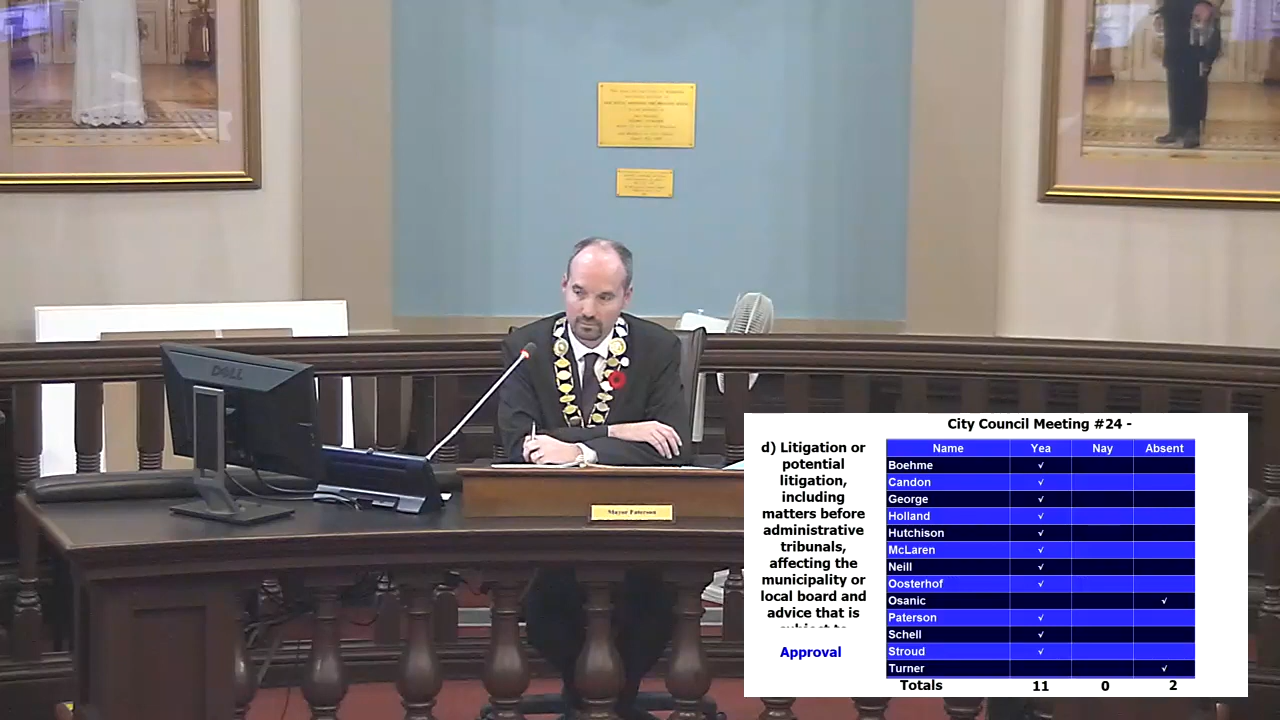 DELL
Mayor Paterson
City Council Meeting #24 -
d) Litigation or
potential
litigation,
including
matters before
administrative
tribunals,
affecting the
municipality or
local board and
advice that is
subject to
Approval
Name Yea Nay Absent
Boehme √
Candon √
George √
Holland √
Hutchison √
McLaren √
Neill √
Oosterhof √
Osanic √
Paterson √
Schell √
Stroud √
Turner √
Totals 11 0 2